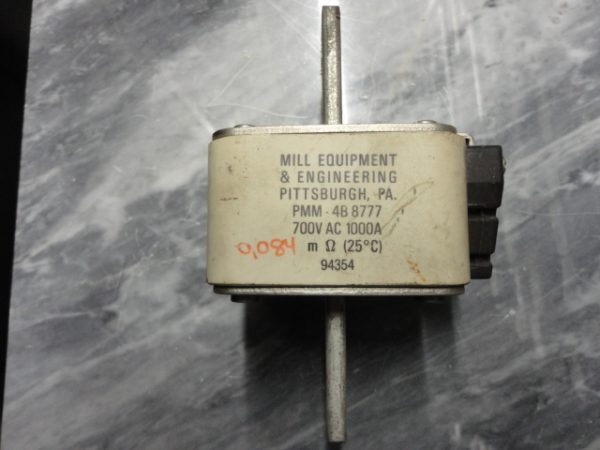 MILL EQUIPMENT
& ENGINEERING
PITTSBURGH, PA.
PMM - 4B 8777
700V AC 1000A
0,084 m Ω (25°C)
94354